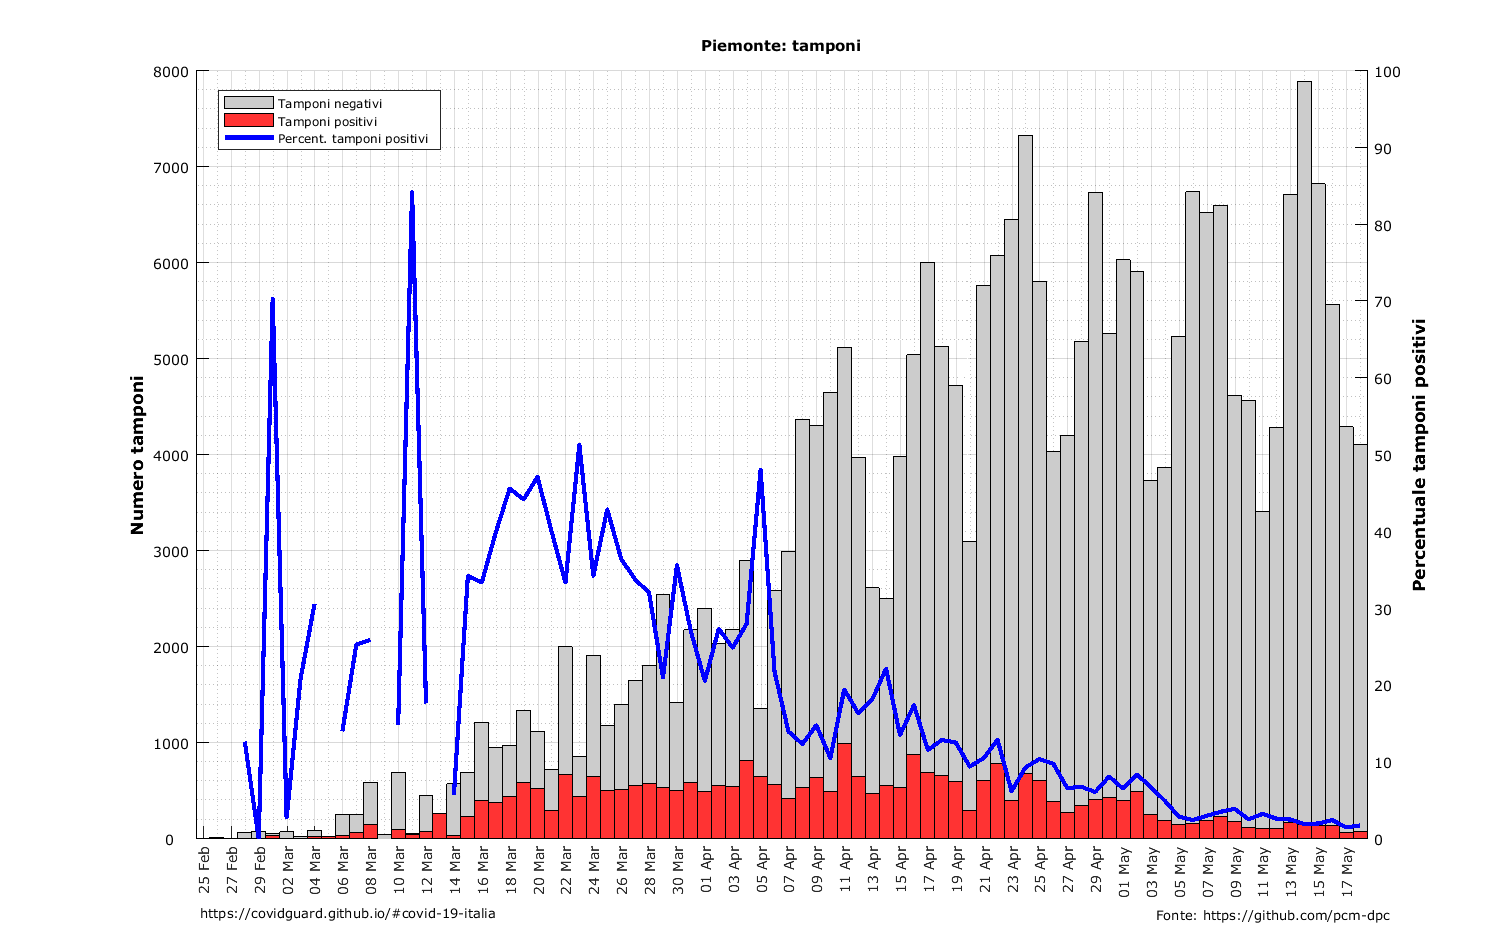 Piemonte: tamponi
Tamponi negativi
Tamponi positivi
Percent. tamponi positivi
Numero tamponi
8000
7000
6000
5000
4000
3000
2000
1000
0
Percentuale tamponi positivi
100
90
80
70
60
50
40
30
20
10
0
25 Feb
27 Feb
29 Feb
02 Mar
04 Mar
06 Mar
08 Mar
10 Mar
12 Mar
14 Mar
16 Mar
18 Mar
20 Mar
22 Mar
24 Mar
26 Mar
28 Mar
30 Mar
01 Apr
03 Apr
05 Apr
07 Apr
09 Apr
11 Apr
13 Apr
15 Apr
17 Apr
19 Apr
21 Apr
23 Apr
25 Apr
27 Apr
29 Apr
01 May
03 May
05 May
07 May
09 May
11 May
13 May
15 May
17 May
https://covidguard.github.io/#covid-19-italia
Fonte: https://github.com/pcm-dpc